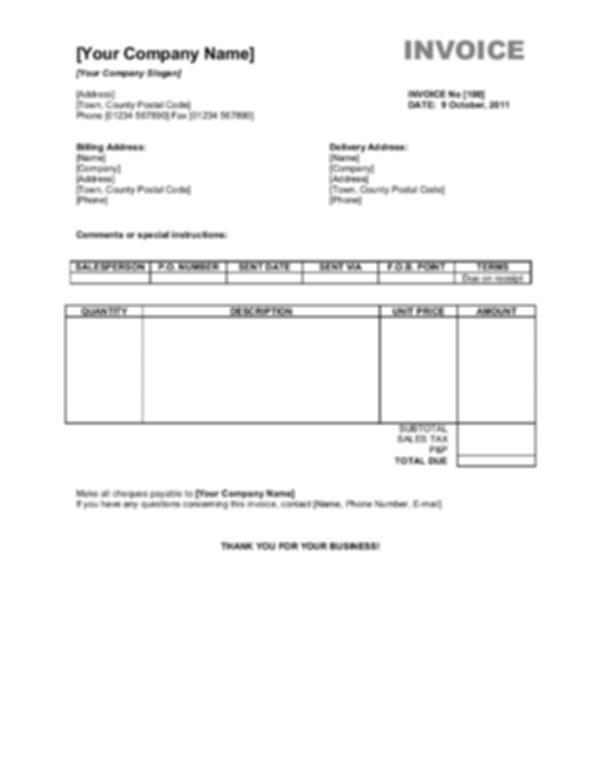 [Your Company Name]
INVOICE
[Your Company Slogan]
[Address]
[Town, County Postal Code]
Phone [01234 567890] Fax [01234 567890]
INVOICE No [100]
DATE: 9 October, 2011
Billing Address:
[Name]
[Company]
[Address]
[Town, County Postal Code]
[Phone]
Delivery Address:
[Name]
[Company]
[Address]
[Town, County Postal Code]
[Phone]
Comments or special instructions:
SALESPERSON P.O. NUMBER SENT DATE SENT VIA F.O.B. POINT TERMS
Due on receipt
QUANTITY DESCRIPTION UNIT PRICE AMOUNT
SUBTOTAL
SALES TAX
P&P
TOTAL DUE
Make all cheques payable to [Your Company Name]
If you have any questions concerning this invoice, contact [Name, Phone Number, E-mail]
THANK YOU FOR YOUR BUSINESS!